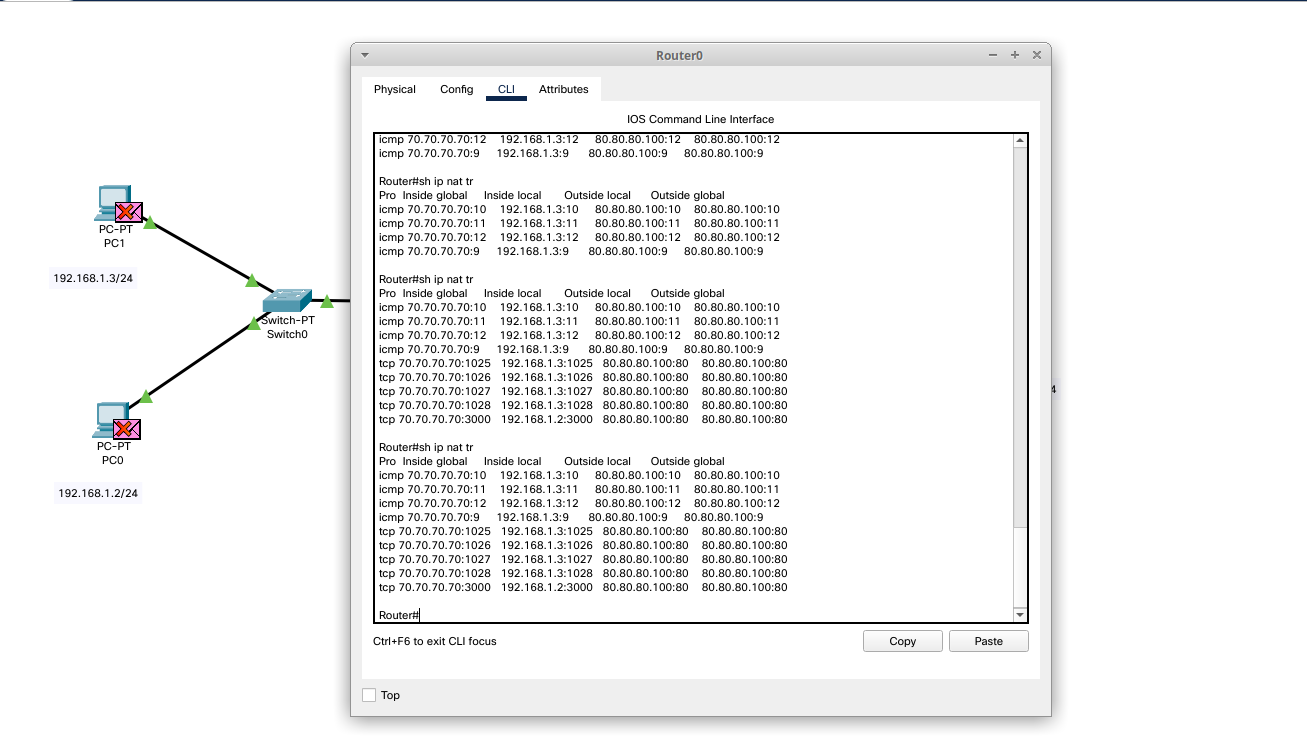 Router0
Physical Config CLI Attributes
IOS Command Line Interface
icmp 70.70.70.70:12 192.168.1.3:12 80.80.80.100:12 80.80.80.100:12
icmp 70.70.70.70:9 192.168.1.3:9 80.80.80.100:9 80.80.80.100:9
Router#sh ip nat tr
Pro Inside global Inside local Outside local Outside global
icmp 70.70.70.70:10 192.168.1.3:10 80.80.80.100:10 80.80.80.100:10
icmp 70.70.70.70:11 192.168.1.3:11 80.80.80.100:11 80.80.80.100:11
icmp 70.70.70.70:12 192.168.1.3:12 80.80.80.100:12 80.80.80.100:12
icmp 70.70.70.70:9 192.168.1.3:9 80.80.80.100:9 80.80.80.100:9
Router#sh ip nat tr
Pro Inside global Inside local Outside local Outside global
icmp 70.70.70.70:10 192.168.1.3:10 80.80.80.100:10 80.80.80.100:10
icmp 70.70.70.70:11 192.168.1.3:11 80.80.80.100:11 80.80.80.100:11
icmp 70.70.70.70:12 192.168.1.3:12 80.80.80.100:12 80.80.80.100:12
icmp 70.70.70.70:9 192.168.1.3:9 80.80.80.100:9 80.80.80.100:9
tcp 70.70.70.70:1025 192.168.1.3:1025 80.80.80.100:80 80.80.80.100:80
tcp 70.70.70.70:1026 192.168.1.3:1026 80.80.80.100:80 80.80.80.100:80
tcp 70.70.70.70:1027 192.168.1.3:1027 80.80.80.100:80 80.80.80.100:80
tcp 70.70.70.70:1028 192.168.1.3:1028 80.80.80.100:80 80.80.80.100:80
tcp 70.70.70.70:3000 192.168.1.2:3000 80.80.80.100:80 80.80.80.100:80
Router#sh ip nat tr
Pro Inside global Inside local Outside local Outside global
icmp 70.70.70.70:10 192.168.1.3:10 80.80.80.100:10 80.80.80.100:10
icmp 70.70.70.70:11 192.168.1.3:11 80.80.80.100:11 80.80.80.100:11
icmp 70.70.70.70:12 192.168.1.3:12 80.80.80.100:12 80.80.80.100:12
icmp 70.70.70.70:9 192.168.1.3:9 80.80.80.100:9 80.80.80.100:9
tcp 70.70.70.70:1025 192.168.1.3:1025 80.80.80.100:80 80.80.80.100:80
tcp 70.70.70.70:1026 192.168.1.3:1026 80.80.80.100:80 80.80.80.100:80
tcp 70.70.70.70:1027 192.168.1.3:1027 80.80.80.100:80 80.80.80.100:80
tcp 70.70.70.70:1028 192.168.1.3:1028 80.80.80.100:80 80.80.80.100:80
tcp 70.70.70.70:3000 192.168.1.2:3000 80.80.80.100:80 80.80.80.100:80
Router#
Ctrl+F6 to exit CLI focus
Copy Paste
Top
PC-PT
PC1
192.168.1.3/24
Switch-PT
Switch0
PC-PT
PC0
192.168.1.2/24
4